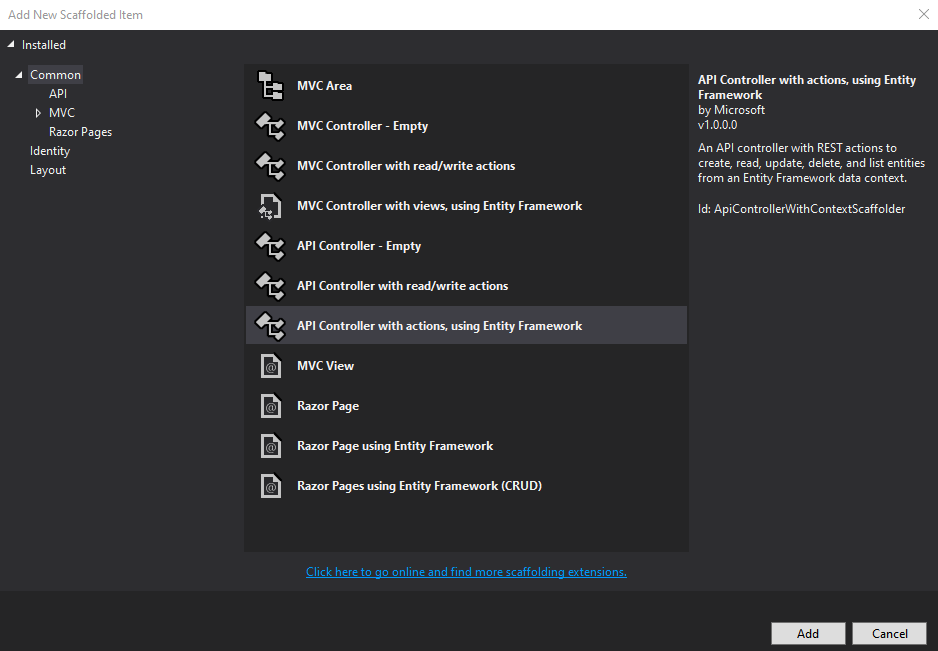 Add New Scaffolded Item
Installed
Common
API
MVC
Razor Pages
Identity
Layout
MVC Area
MVC Controller - Empty
MVC Controller with read/write actions
MVC Controller with views, using Entity Framework
API Controller - Empty
API Controller with read/write actions
API Controller with actions, using Entity Framework
MVC View
Razor Page
Razor Page using Entity Framework
Razor Pages using Entity Framework (CRUD)
Click here to go online and find more scaffolding extensions.
API Controller with actions, using Entity
Framework
by Microsoft
v1.0.0.0
An API controller with REST actions to
create, read, update, delete, and list entities
from an Entity Framework data context.
Id: ApiControllerWithContextScaffolder
Add
Cancel